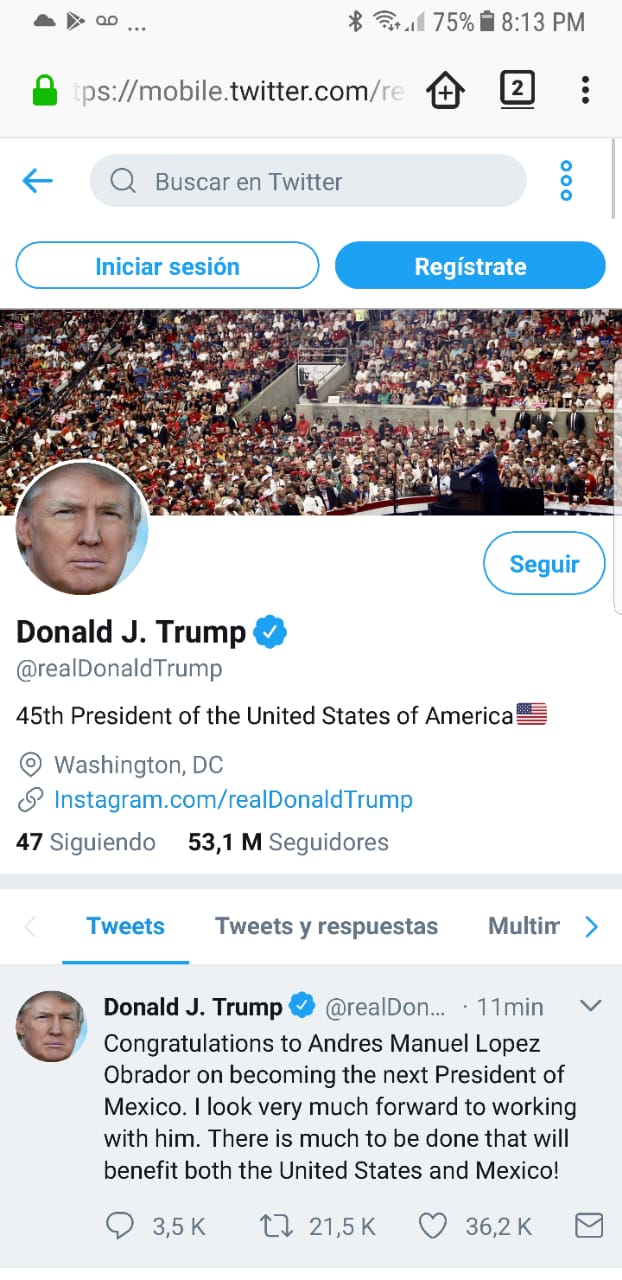 75% 8:13 PM
tps://mobile.twitter.com/re
2
Buscar en Twitter
Iniciar sesión
Regístrate
Seguir
Donald J. Trump
@realDonaldTrump
45th President of the United States of America
Washington, DC
Instagram.com/realDonaldTrump
47 Siguiendo 53,1 M Seguidores
Tweets Tweets y respuestas Multim
Donald J. Trump @realDon... · 11min
Congratulations to Andres Manuel Lopez
Obrador on becoming the next President of
Mexico. I look very much forward to working
with him. There is much to be done that will
benefit both the United States and Mexico!
3,5 K 21,5 K 36,2 K